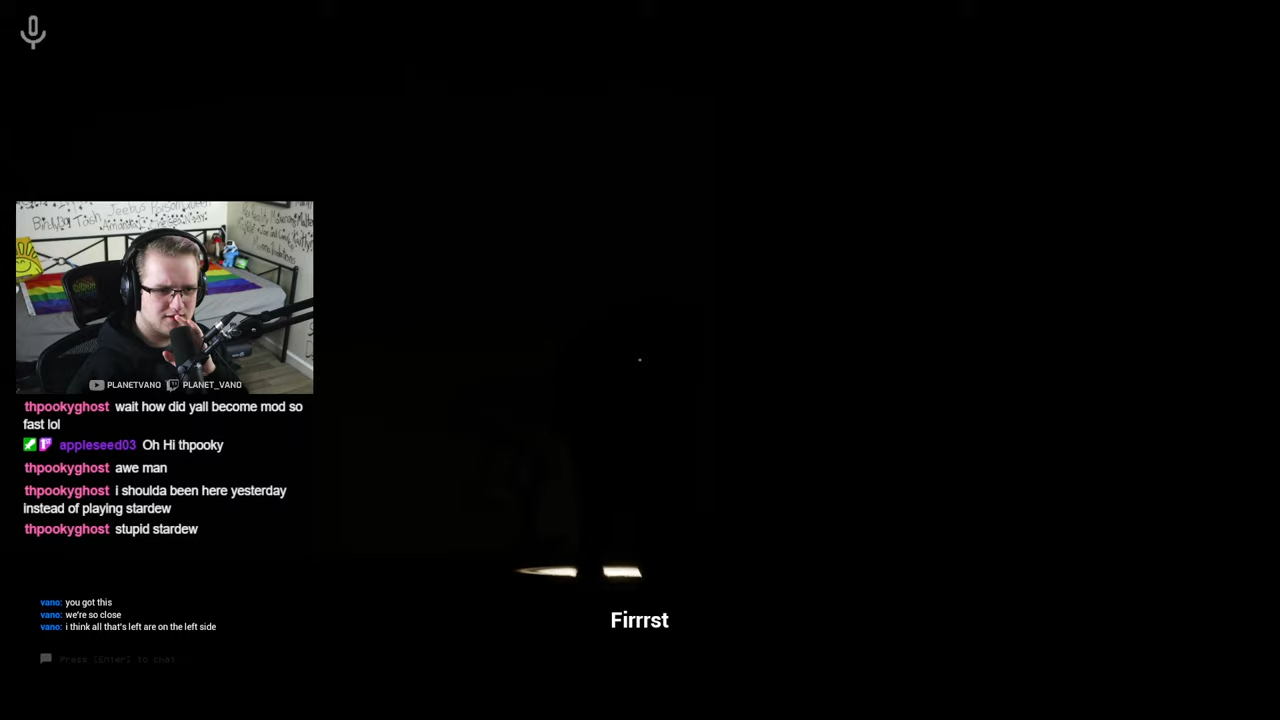 PLANETVANO PLANET_VANO
thpookyghost wait how did yall become mod so
fast lol
appleseed03 Oh Hi thpooky
thpookyghost awe man
thpookyghost i shoulda been here yesterday
instead of playing stardew
thpookyghost stupid stardew
vano: you got this
vano: we're so close
vano: i think all that's left are on the left side
Press [Enter] to chat
Firrrst